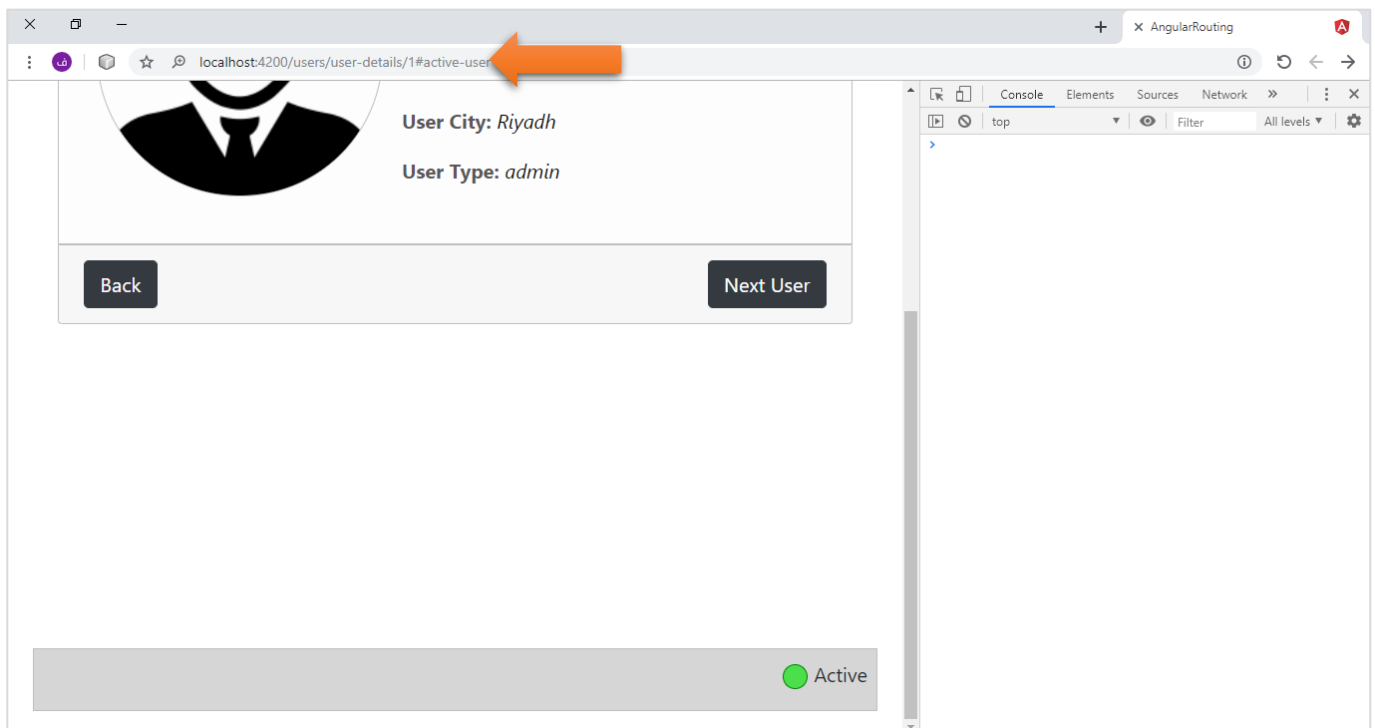 AngularRouting
ف
localhost:4200/users/user-details/1#active-user
Console Elements Sources Network »
top Filter All levels
User City: Riyadh
User Type: admin
Back Next User
Active